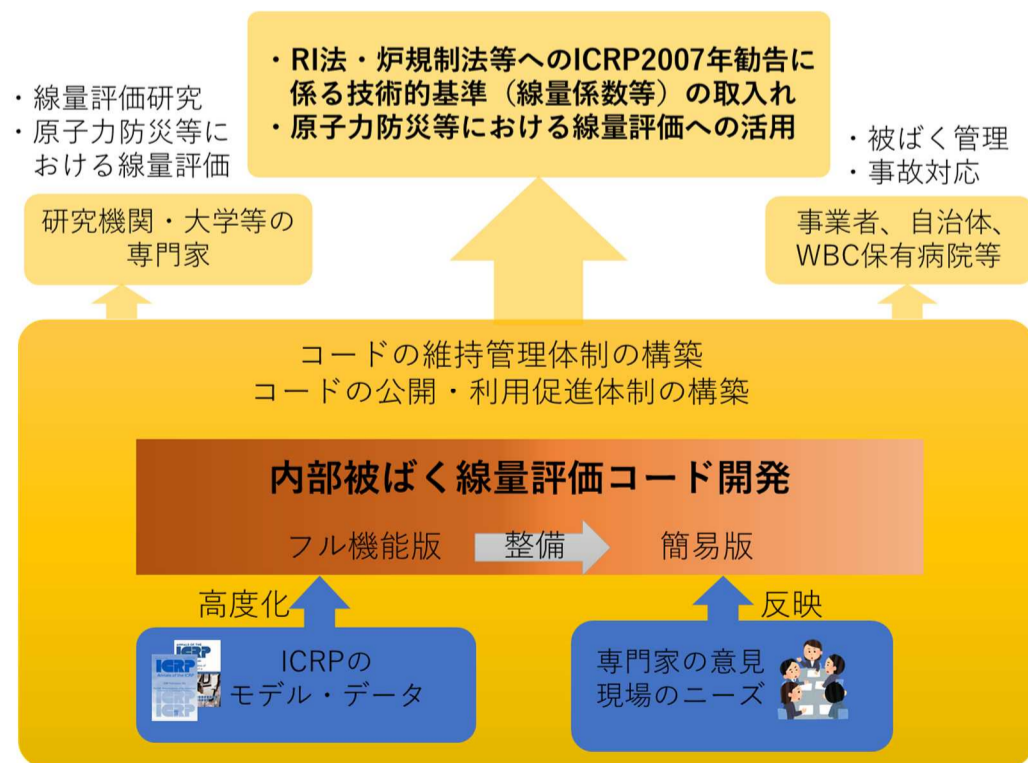 ・RI法・炉規制法等へのICRP2007年勧告に
係る技術的基準（線量係数等）の取入れ
・原子力防災等における線量評価への活用
・線量評価研究
・原子力防災等に
おける線量評価
・被ばく管理
・事故対応
研究機関・大学等の
専門家
事業者、自治体、
WBC保有病院等
コードの維持管理体制の構築
コードの公開・利用促進体制の構築
内部被ばく線量評価コード開発
フル機能版
整備
簡易版
高度化
反映
ICRPの
モデル・データ
専門家の意見
現場のニーズ
ICRP
ICRP